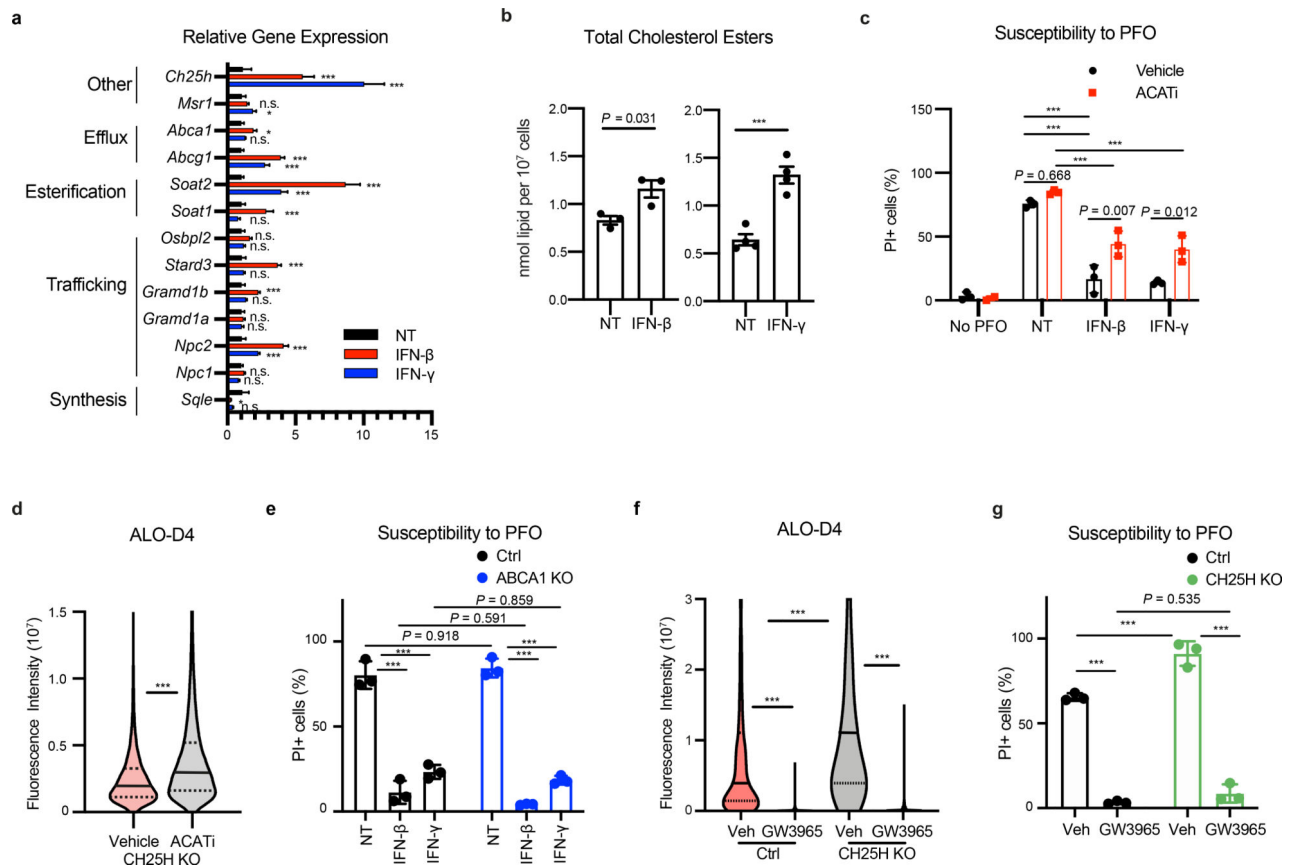 a
Relative Gene Expression
Other
Efflux
Esterification
Trafficking
Synthesis
Ch25h
***
***
Msr1
n.s.
*
Abca1
*
n.s.
Abcg1
***
***
Soat2
***
***
Soat1
***
n.s.
Osbpl2
n.s.
n.s.
Stard3
***
n.s.
Gramd1b
***
n.s.
Gramd1a
n.s.
n.s.
Npc2
***
***
Npc1
n.s.
n.s.
Sqle
*
n.s
NT
IFN-β
IFN-γ
0 5 10 15
b
Total Cholesterol Esters
nmol lipid per 10⁷ cells
2.0
1.5
1.0
0.5
0.0
P = 0.031
NT IFN-β
2.0
1.5
1.0
0.5
0.0
***
NT IFN-γ
c
Susceptibility to PFO
Vehicle
ACATi
PI+ cells (%)
150
100
50
0
***
***
***
***
P = 0.668
P = 0.007
P = 0.012
No PFO NT IFN-β IFN-γ
d
ALO-D4
Fluorescence Intensity (10⁷)
1.5
1.0
0.5
0
***
Vehicle ACATi
CH25H KO
e
Susceptibility to PFO
Ctrl
ABCA1 KO
PI+ cells (%)
100
50
0
P = 0.859
P = 0.591
P = 0.918
***
***
***
***
NT IFN-β IFN-γ NT IFN-β IFN-γ
f
ALO-D4
Fluorescence Intensity (10⁷)
3
2
1
0
***
***
***
Veh GW3965 Veh GW3965
Ctrl CH25H KO
g
Susceptibility to PFO
Ctrl
CH25H KO
PI+ cells (%)
100
50
0
P = 0.535
***
***
***
Veh GW3965 Veh GW3965